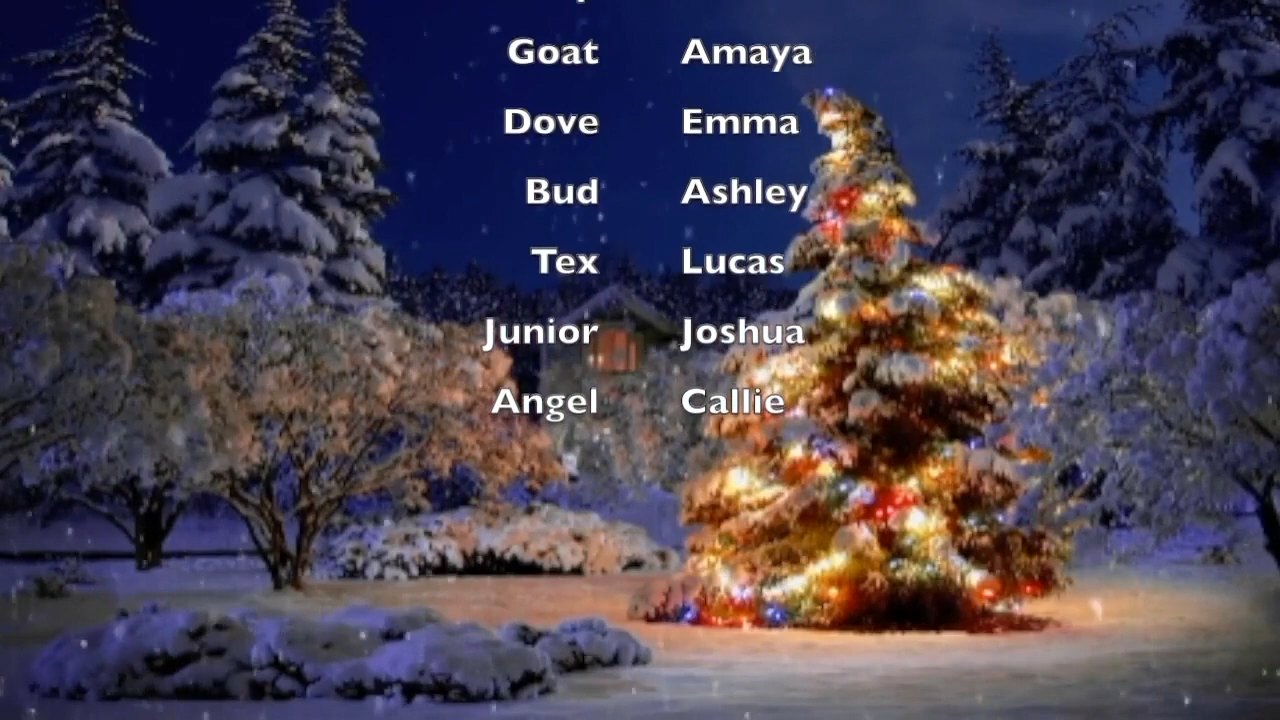 Goat Amaya
Dove Emma
Bud Ashley
Tex Lucas
Junior Joshua
Angel Callie